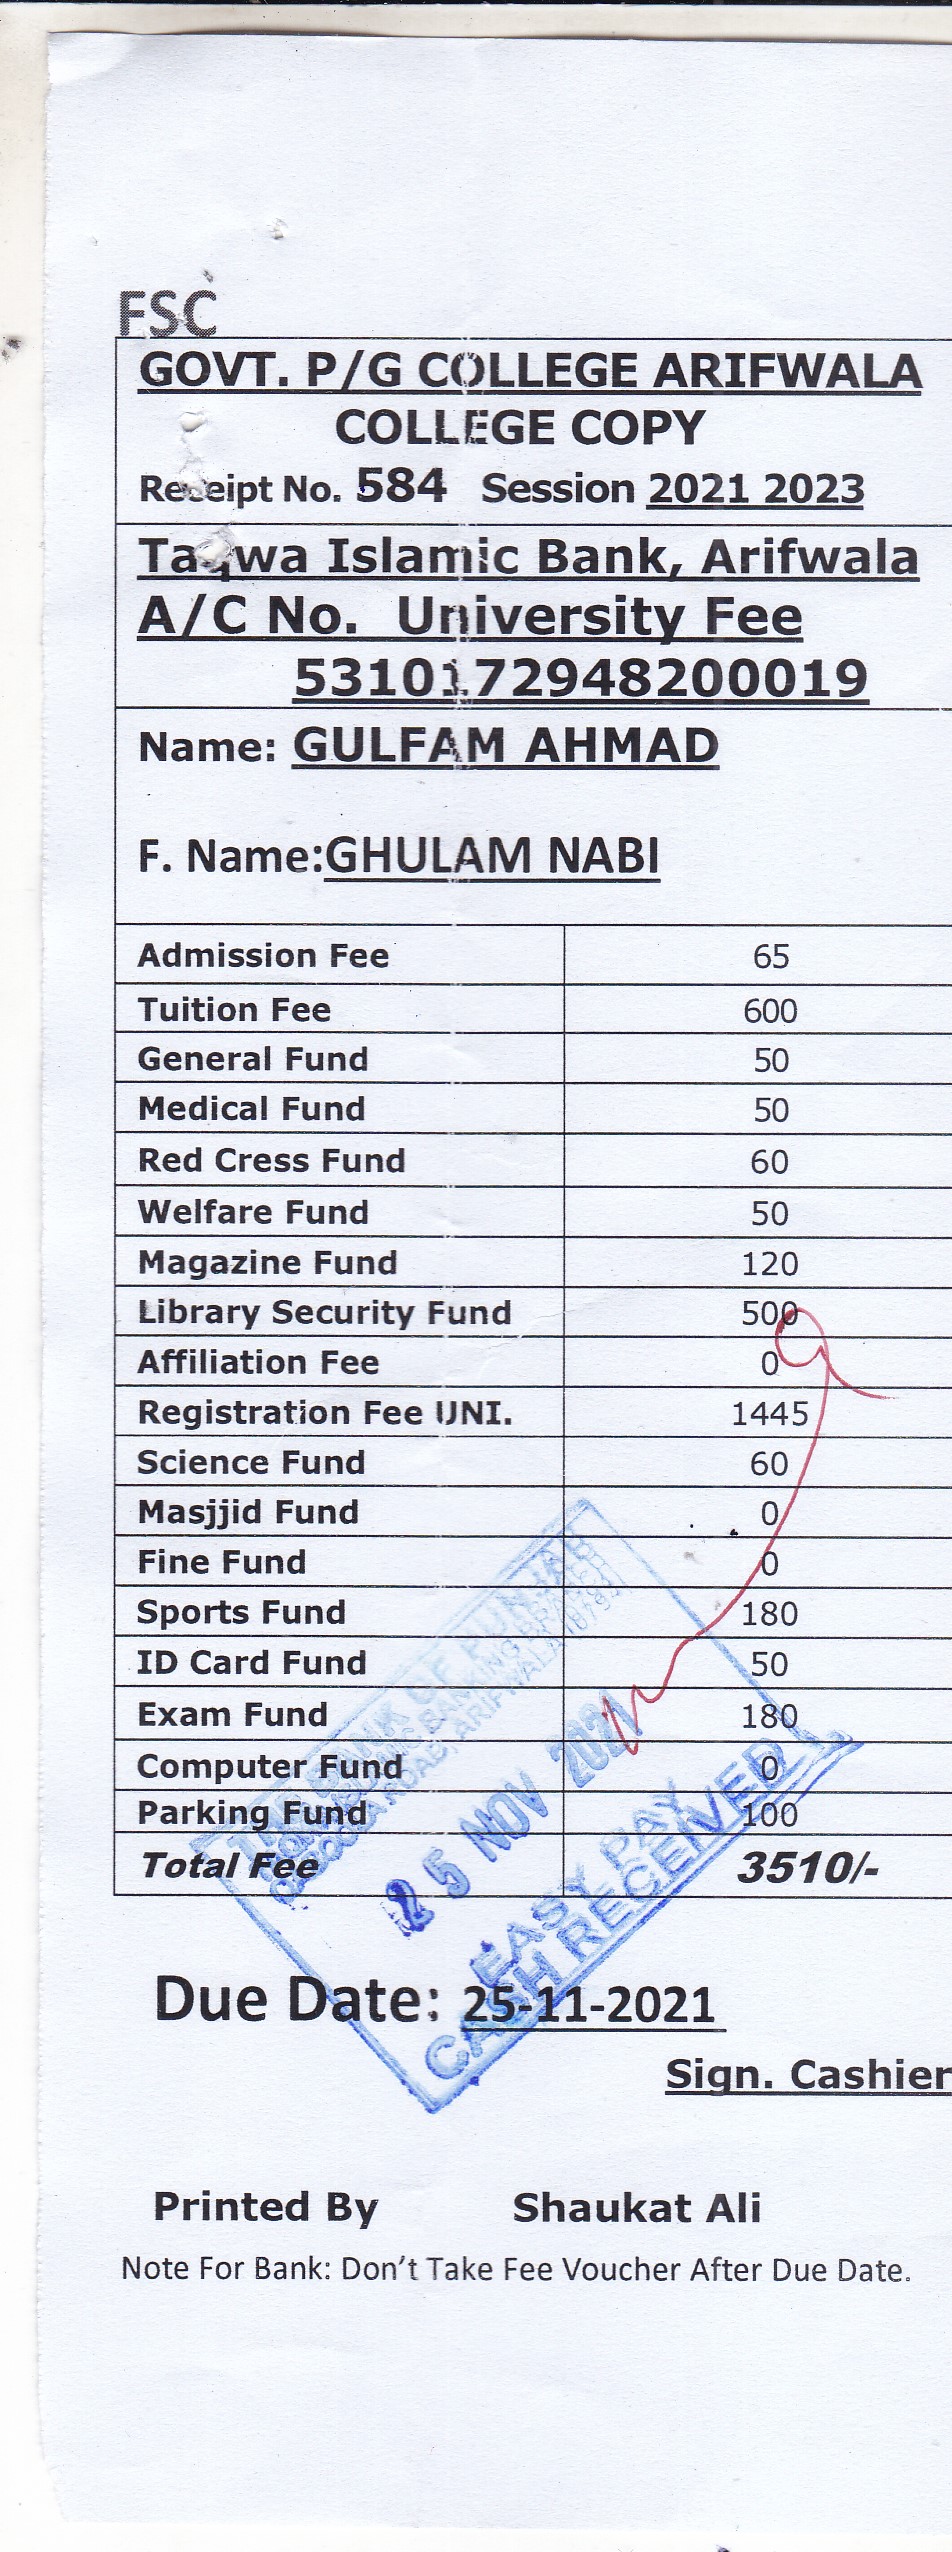 FSC
GOVT. P/G COLLEGE ARIFWALA
COLLEGE COPY
Receipt No. 584 Session 2021 2023
Taqwa Islamic Bank, Arifwala
A/C No. University Fee
5310172948200019
Name: GULFAM AHMAD
F. Name:GHULAM NABI
Admission Fee 65
Tuition Fee 600
General Fund 50
Medical Fund 50
Red Cress Fund 60
Welfare Fund 50
Magazine Fund 120
Library Security Fund 500
Affiliation Fee 0
Registration Fee UNI. 1445
Science Fund 60
Masjjid Fund 0
Fine Fund 0
Sports Fund 180
ID Card Fund 50
Exam Fund 180
Computer Fund 0
Parking Fund 100
Total Fee 3510/-
THE BANK OF PUNJAB
BANKING BRANCH
ROAD, ARIFWALA
25 NOV 2021
EASY PAY
CASH RECEIVED
Due Date: 25-11-2021
Sign. Cashier
Printed By Shaukat Ali
Note For Bank: Don't Take Fee Voucher After Due Date.